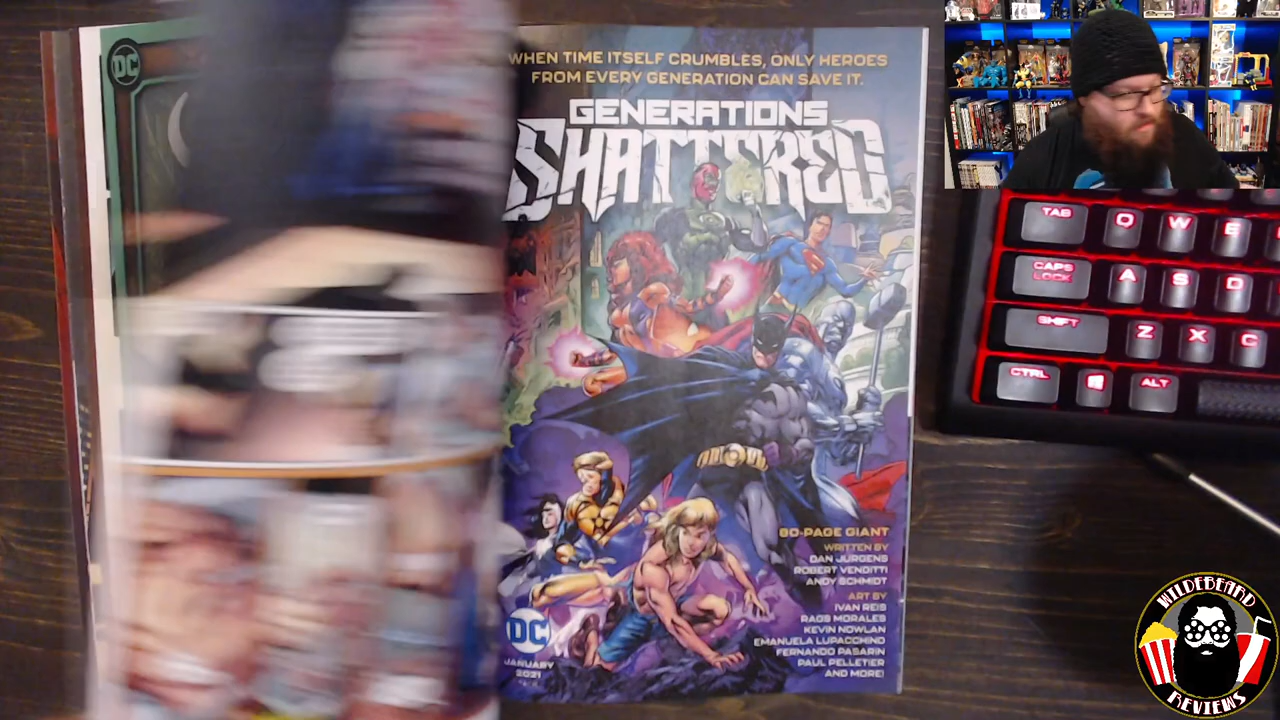 DC
WHEN TIME ITSELF CRUMBLES, ONLY HEROES
FROM EVERY GENERATION CAN SAVE IT.
GENERATIONS
SHATTERED
80-PAGE GIANT
WRITTEN BY
DAN JURGENS
ROBERT VENDITTI
ANDY SCHMIDT
ART BY
IVAN REIS
RAGS MORALES
KEVIN NOWLAN
EMANUELA LUPACCHINO
FERNANDO PASARIN
PAUL PELLETIER
AND MORE!
DC
JANUARY
2021
TAB Q W E
CAPS LOCK A S D
SHIFT Z X C
CTRL ALT
WILDEBEARD
REVIEWS